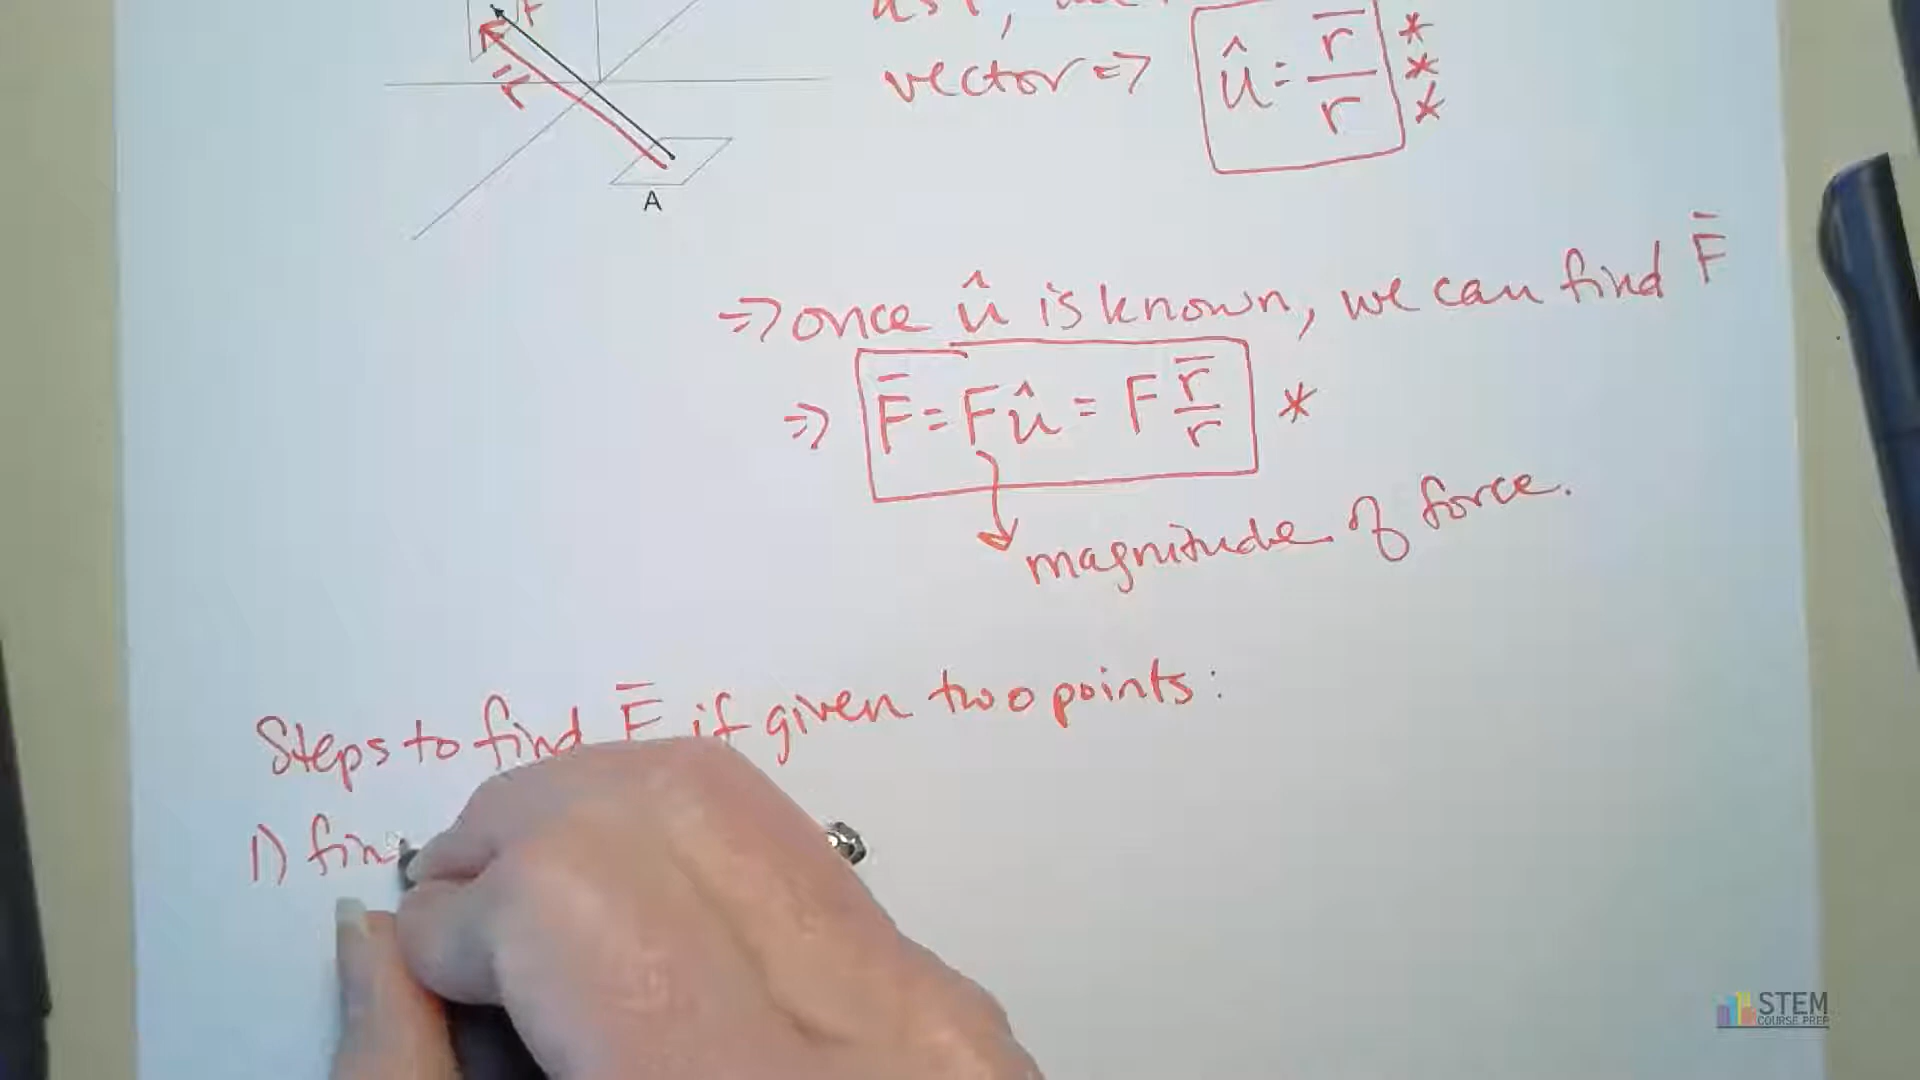 F
r̄
A
vector => û = r̄/r ***
=> once û is known, we can find F̄
=> F̄ = Fû = F r̄/r *
magnitude of force.
Steps to find F̄ if given two points:
1) fin
STEM
COURSE PREP